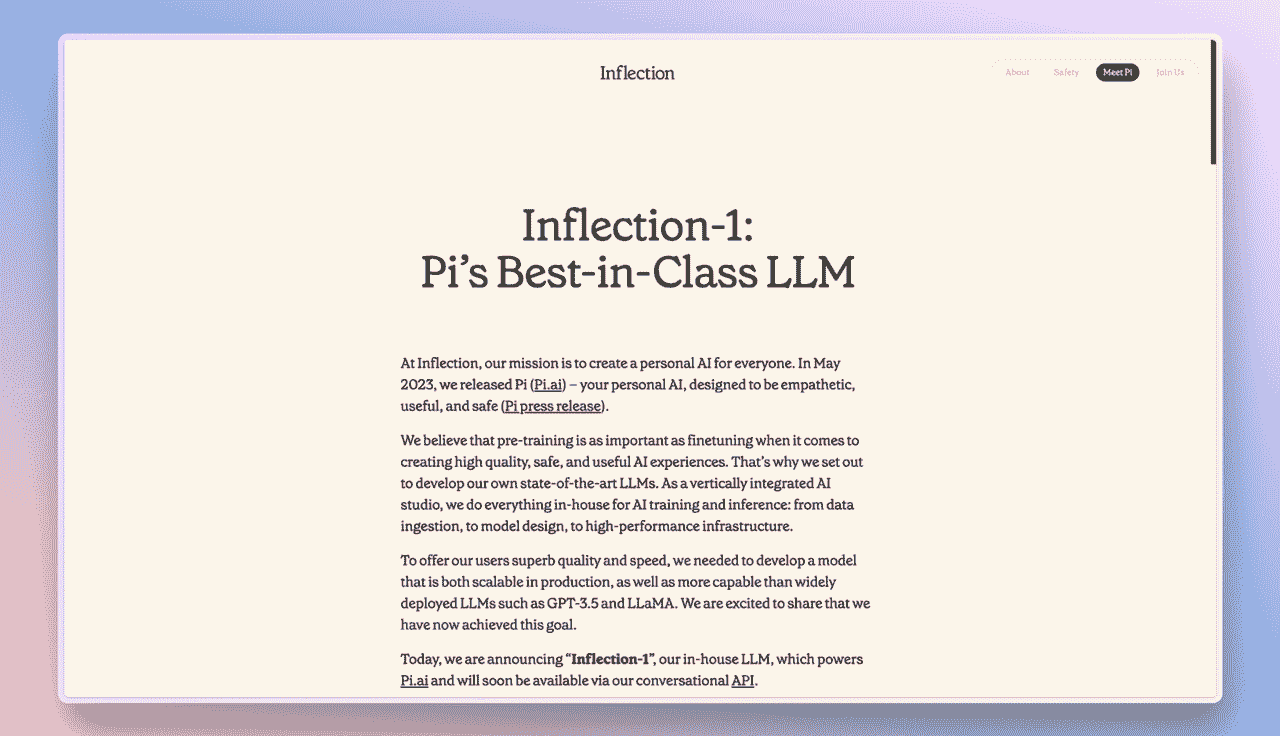 Inflection
About Safety Meet Pi Join Us
Inflection-1:
Pi’s Best-in-Class LLM
At Inflection, our mission is to create a personal AI for everyone. In May
2023, we released Pi (Pi.ai) – your personal AI, designed to be empathetic,
useful, and safe (Pi press release).
We believe that pre-training is as important as finetuning when it comes to
creating high quality, safe, and useful AI experiences. That’s why we set out
to develop our own state-of-the-art LLMs. As a vertically integrated AI
studio, we do everything in-house for AI training and inference: from data
ingestion, to model design, to high-performance infrastructure.
To offer our users superb quality and speed, we needed to develop a model
that is both scalable in production, as well as more capable than widely
deployed LLMs such as GPT-3.5 and LLaMA. We are excited to share that we
have now achieved this goal.
Today, we are announcing “Inflection-1”, our in-house LLM, which powers
Pi.ai and will soon be available via our conversational API.